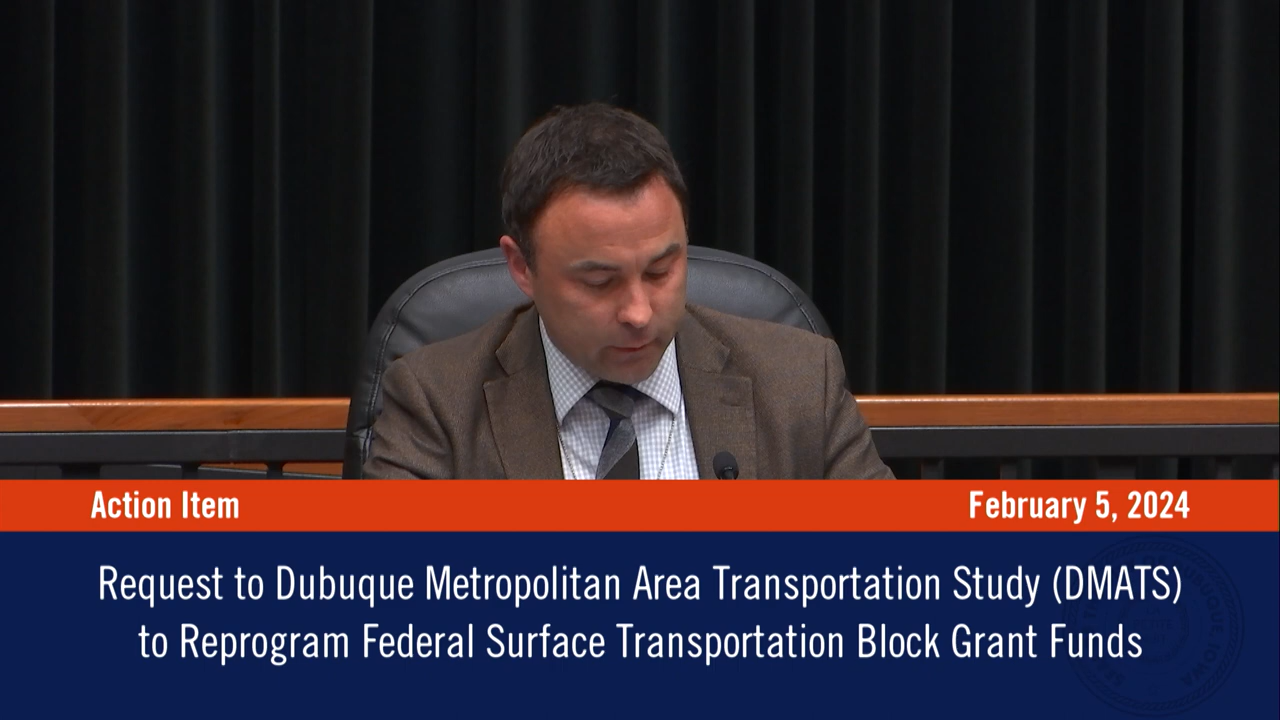 Action Item
February 5, 2024
Request to Dubuque Metropolitan Area Transportation Study (DMATS)
to Reprogram Federal Surface Transportation Block Grant Funds